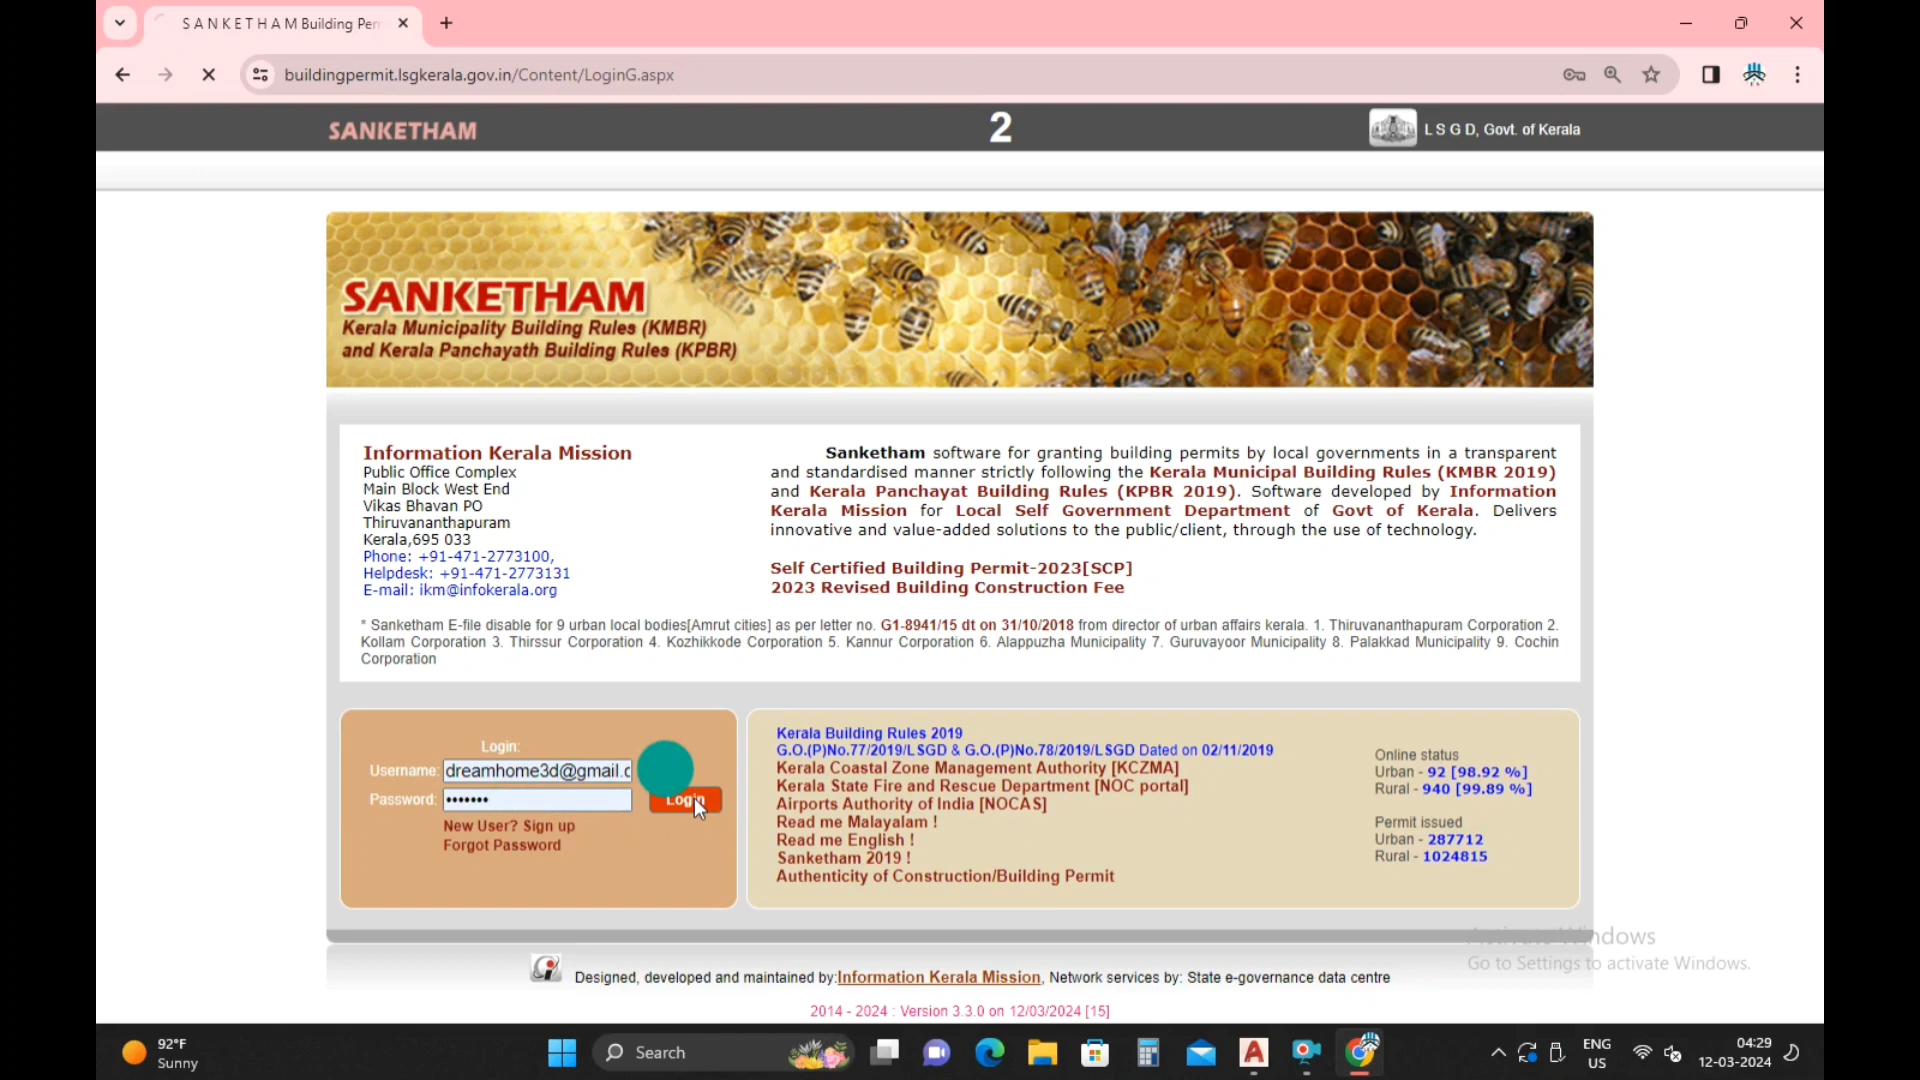 S A N K E T H A M Building Per
buildingpermit.lsgkerala.gov.in/Content/LoginG.aspx
SANKETHAM
2
L S G D, Govt. of Kerala
SANKETHAM
Kerala Municipality Building Rules (KMBR)
and Kerala Panchayath Building Rules (KPBR)
Information Kerala Mission
Public Office Complex
Main Block West End
Vikas Bhavan PO
Thiruvananthapuram
Kerala,695 033
Phone: +91-471-2773100,
Helpdesk: +91-471-2773131
E-mail: ikm@infokerala.org
Sanketham software for granting building permits by local governments in a transparent
and standardised manner strictly following the Kerala Municipal Building Rules (KMBR 2019)
and Kerala Panchayat Building Rules (KPBR 2019). Software developed by Information
Kerala Mission for Local Self Government Department of Govt of Kerala. Delivers
innovative and value-added solutions to the public/client, through the use of technology.
Self Certified Building Permit-2023[SCP]
2023 Revised Building Construction Fee
* Sanketham E-file disable for 9 urban local bodies[Amrut cities] as per letter no. G1-8941/15 dt on 31/10/2018 from director of urban affairs kerala. 1. Thiruvananthapuram Corporation 2.
Kollam Corporation 3. Thirssur Corporation 4. Kozhikkode Corporation 5. Kannur Corporation 6. Alappuzha Municipality 7. Guruvayoor Municipality 8. Palakkad Municipality 9. Cochin
Corporation
Login:
Username: dreamhome3d@gmail.c
Password: •••••••
Login
New User? Sign up
Forgot Password
Kerala Building Rules 2019
G.O.(P)No.77/2019/LSGD & G.O.(P)No.78/2019/LSGD Dated on 02/11/2019
Kerala Coastal Zone Management Authority [KCZMA]
Kerala State Fire and Rescue Department [NOC portal]
Airports Authority of India [NOCAS]
Read me Malayalam !
Read me English !
Sanketham 2019 !
Authenticity of Construction/Building Permit
Online status
Urban - 92 [98.92 %]
Rural - 940 [99.89 %]
Permit issued
Urban - 287712
Rural - 1024815
Activate Windows
Go to Settings to activate Windows.
Designed, developed and maintained by:Information Kerala Mission, Network services by: State e-governance data centre
2014 - 2024 : Version 3.3.0 on 12/03/2024 [15]
92°F
Sunny
Search
ENG
US
04:29
12-03-2024